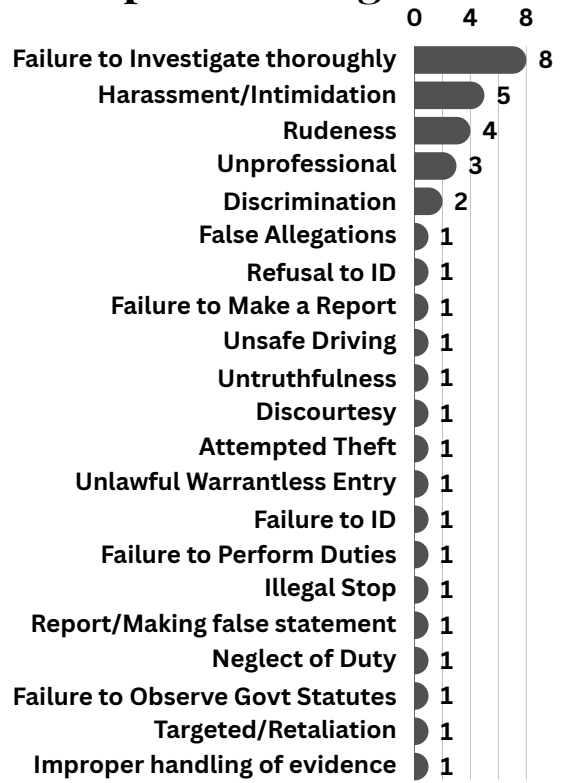 0 4 8
Failure to Investigate thoroughly 8
Harassment/Intimidation 5
Rudeness 4
Unprofessional 3
Discrimination 2
False Allegations 1
Refusal to ID 1
Failure to Make a Report 1
Unsafe Driving 1
Untruthfulness 1
Discourtesy 1
Attempted Theft 1
Unlawful Warrantless Entry 1
Failure to ID 1
Failure to Perform Duties 1
Illegal Stop 1
Report/Making false statement 1
Neglect of Duty 1
Failure to Observe Govt Statutes 1
Targeted/Retaliation 1
Improper handling of evidence 1